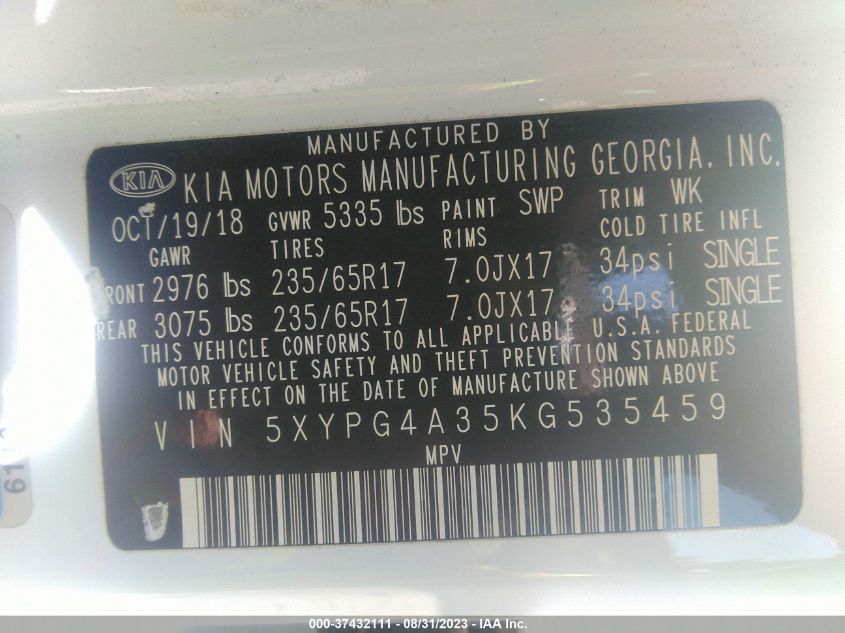 MANUFACTURED BY
KIA KIA MOTORS MANUFACTURING GEORGIA, INC.
OCT/19/18 GVWR 5335 lbs PAINT SWP TRIM WK
GAWR TIRES RIMS COLD TIRE INFL
FRONT 2976 lbs 235/65R17 7.0JX17 34psi SINGLE
REAR 3075 lbs 235/65R17 7.0JX17 34psi SINGLE
THIS VEHICLE CONFORMS TO ALL APPLICABLE U.S.A. FEDERAL
MOTOR VEHICLE SAFETY AND THEFT PREVENTION STANDARDS
IN EFFECT ON THE DATE OF MANUFACTURE SHOWN ABOVE
VIN 5XYPG4A35KG535459
MPV
000-37432111 - 08/31/2023 - IAA Inc.